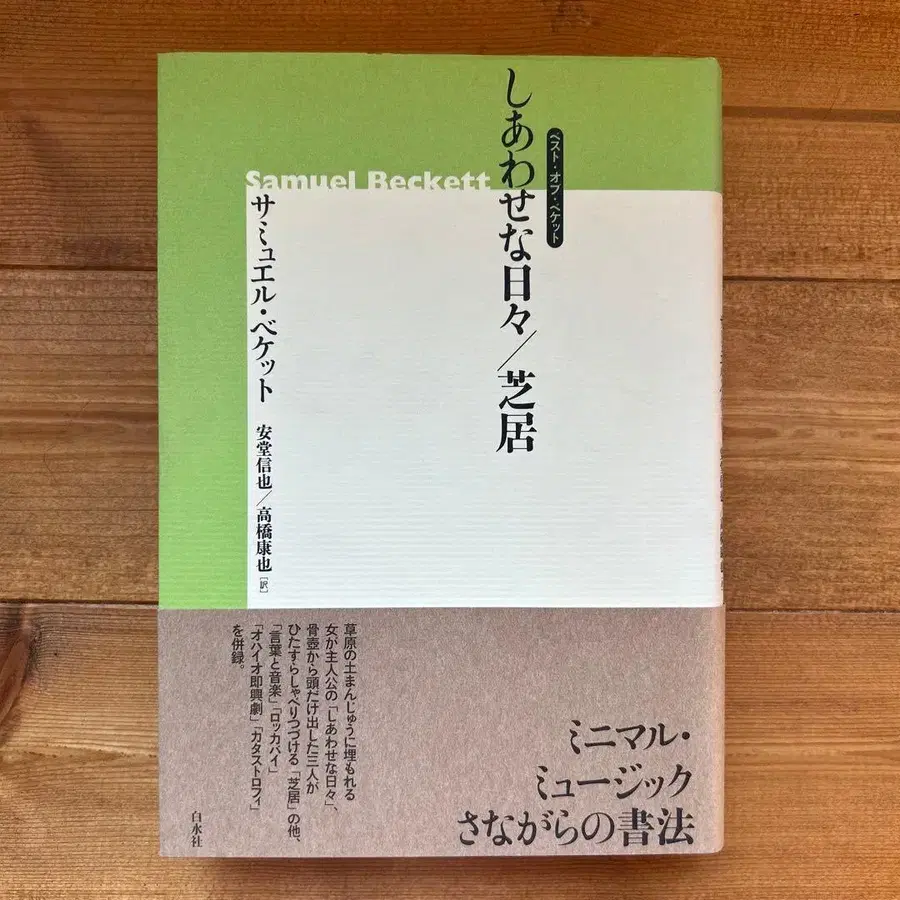 しあわせな日々/芝居
ベスト・オブ・ベケット
Samuel Beckett
サミュエル・ベケット
安堂信也/高橋康也[訳]
ミニマル・
ミュージック
さながらの書法
草原の土まんじゅうに埋もれる
女が主人公の「しあわせな日々」、
骨壺から頭だけ出した三人が
ひたすらしゃべりつづける「芝居」の他、
「言葉と音楽」「ロッカバイ」
「オハイオ即興劇」「カタストロフィ」
を併録。
白水社